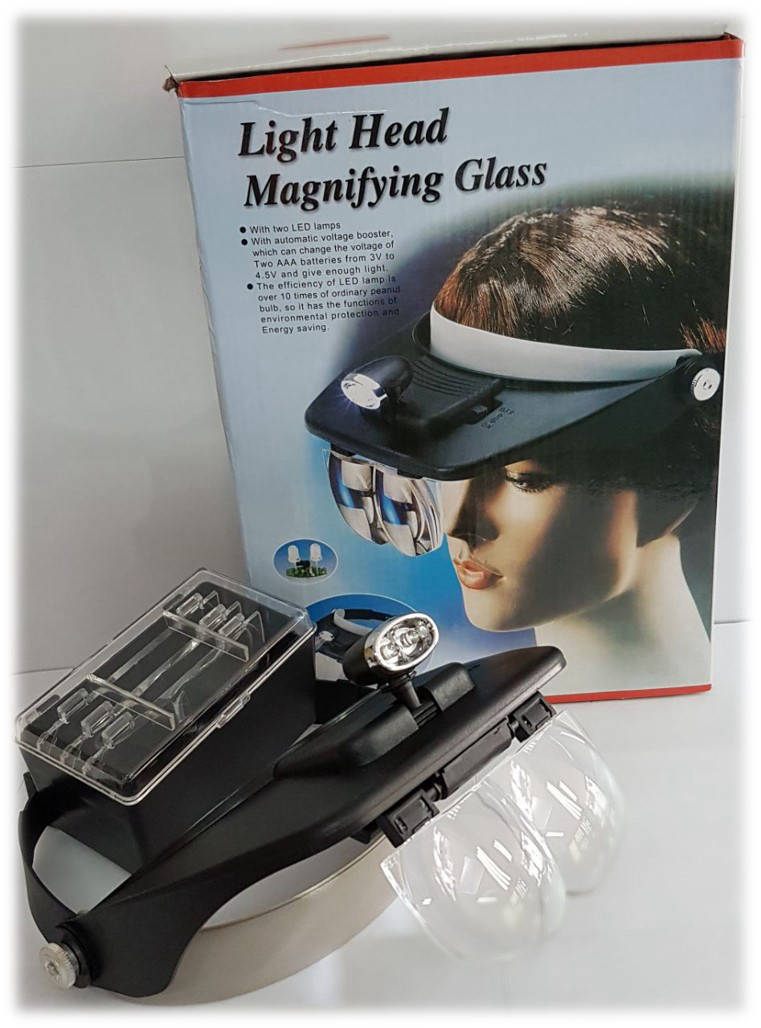 Light Head
Magnifying Glass
● With two LED lamps
● With automatic voltage booster,
which can change the voltage of
Two AAA batteries from 3V to
4.5V and give enough light.
● The efficiency of LED lamp is
over 10 times of ordinary peanut
bulb, so it has the functions of
environmental protection and
Energy saving.